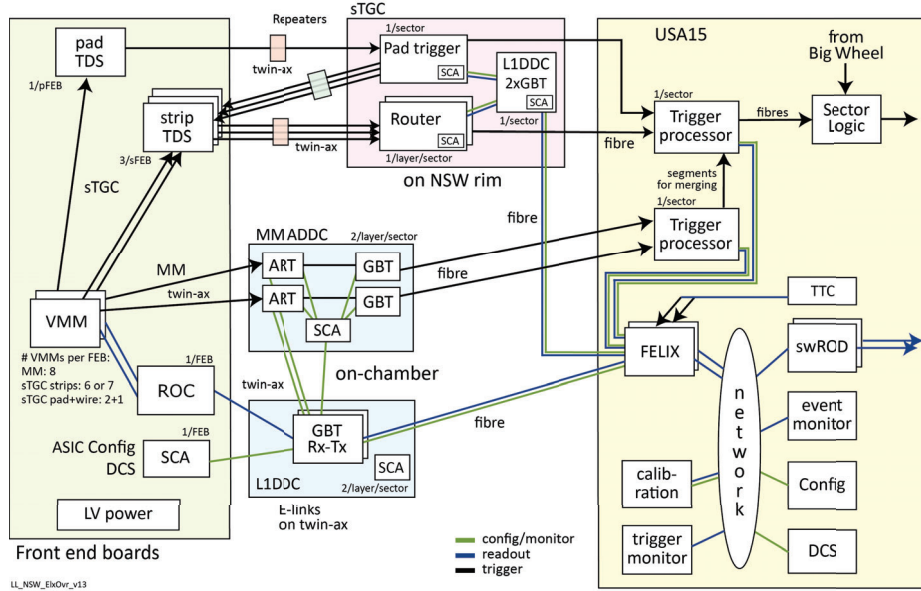 pad
TDS
1/pFEB
Repeaters
twin-ax
strip
TDS
3/sFEB
twin-ax
sTGC
sTGC
1/sector
Pad trigger
SCA
L1DDC
2xGBT
SCA
1/sector
Router
SCA
1/layer/sector
on NSW rim
USA15
from
Big Wheel
1/sector
Trigger
processor
fibre
fibres
Sector
Logic
segments
for merging
1/sector
Trigger
processor
fibre
MM ADDC
2/layer/sector
MM
twin-ax
ART
GBT
ART
GBT
SCA
fibre
on-chamber
VMM
# VMMs per FEB:
MM: 8
sTGC strips: 6 or 7
sTGC pad+wire: 2+1
1/FEB
ROC
twin-ax
1/FEB
ASIC Config
DCS
SCA
LV power
Front end boards
GBT
Rx-Tx
SCA
L1DDC
2/layer/sector
E-links
on twin-ax
fibre
FELIX
TTC
swROD
network
event
monitor
calib-
ration
Config
trigger
monitor
DCS
config/monitor
readout
trigger
LL_NSW_ElxOvr_v13